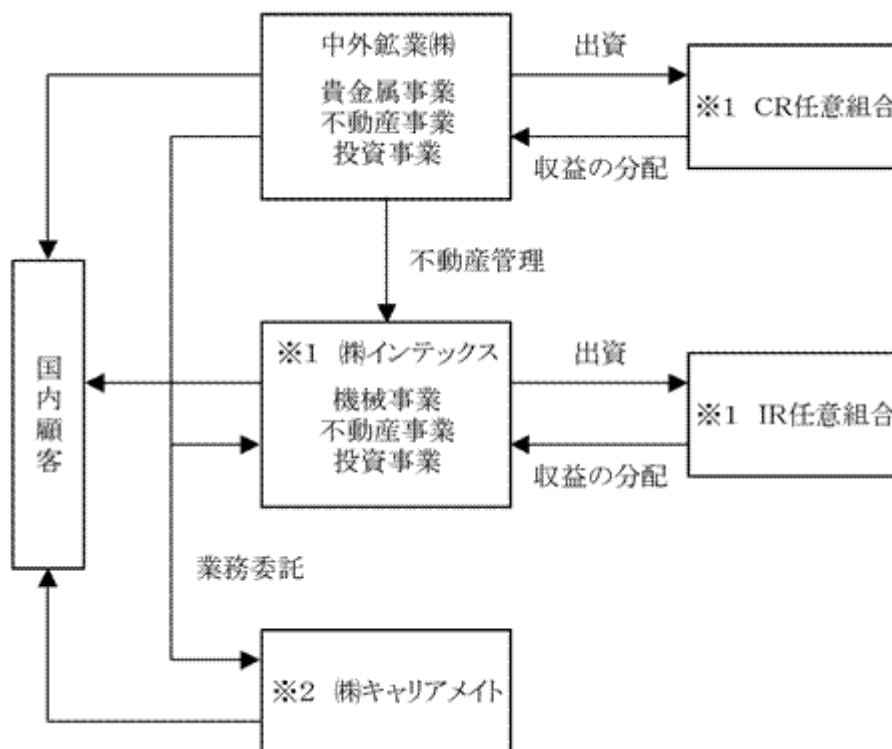 中外鉱業㈱
貴金属事業
不動産事業
投資事業
出資
※1 CR任意組合
収益の分配
不動産管理
国内顧客
※1 ㈱インテックス
機械事業
不動産事業
投資事業
出資
※1 IR任意組合
収益の分配
業務委託
※2 ㈱キャリアメイト